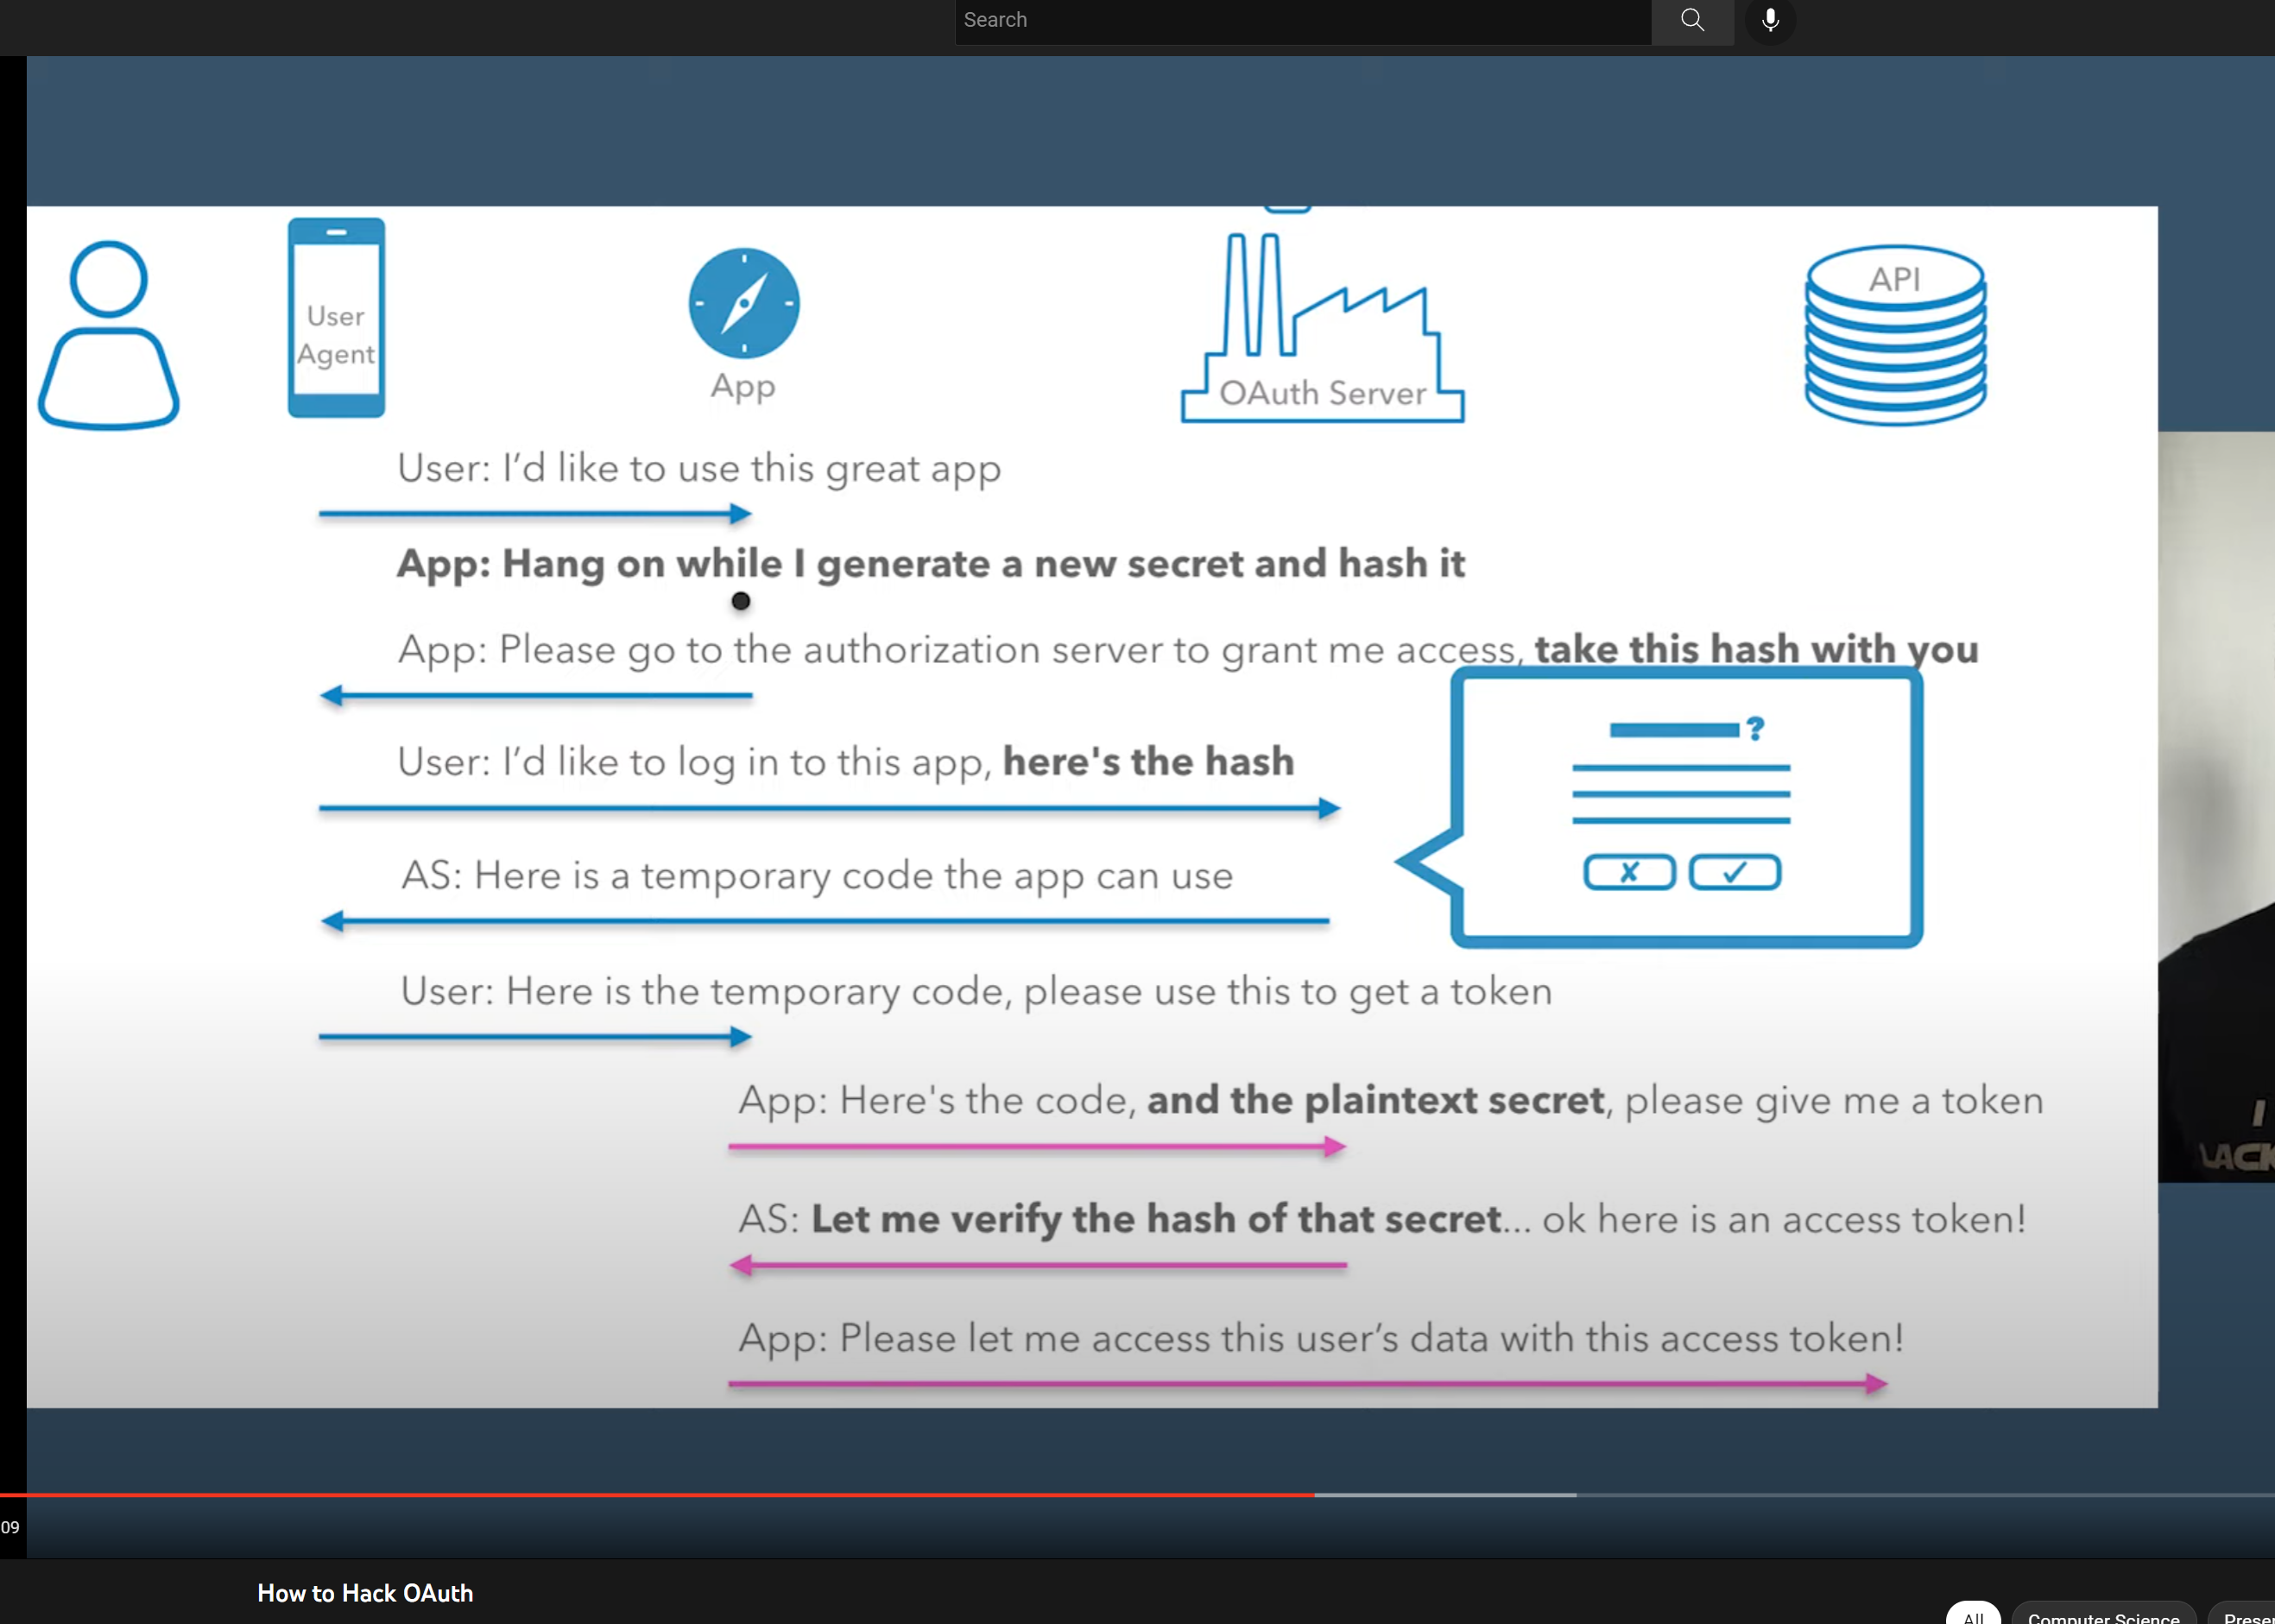 Search
User
Agent
App
OAuth Server
API
User: I’d like to use this great app
App: Hang on while I generate a new secret and hash it
App: Please go to the authorization server to grant me access, take this hash with you
?
User: I’d like to log in to this app, here's the hash
AS: Here is a temporary code the app can use
User: Here is the temporary code, please use this to get a token
App: Here's the code, and the plaintext secret, please give me a token
I
LACK
AS: Let me verify the hash of that secret... ok here is an access token!
App: Please let me access this user’s data with this access token!
09
How to Hack OAuth
All
Computer Science
Presen